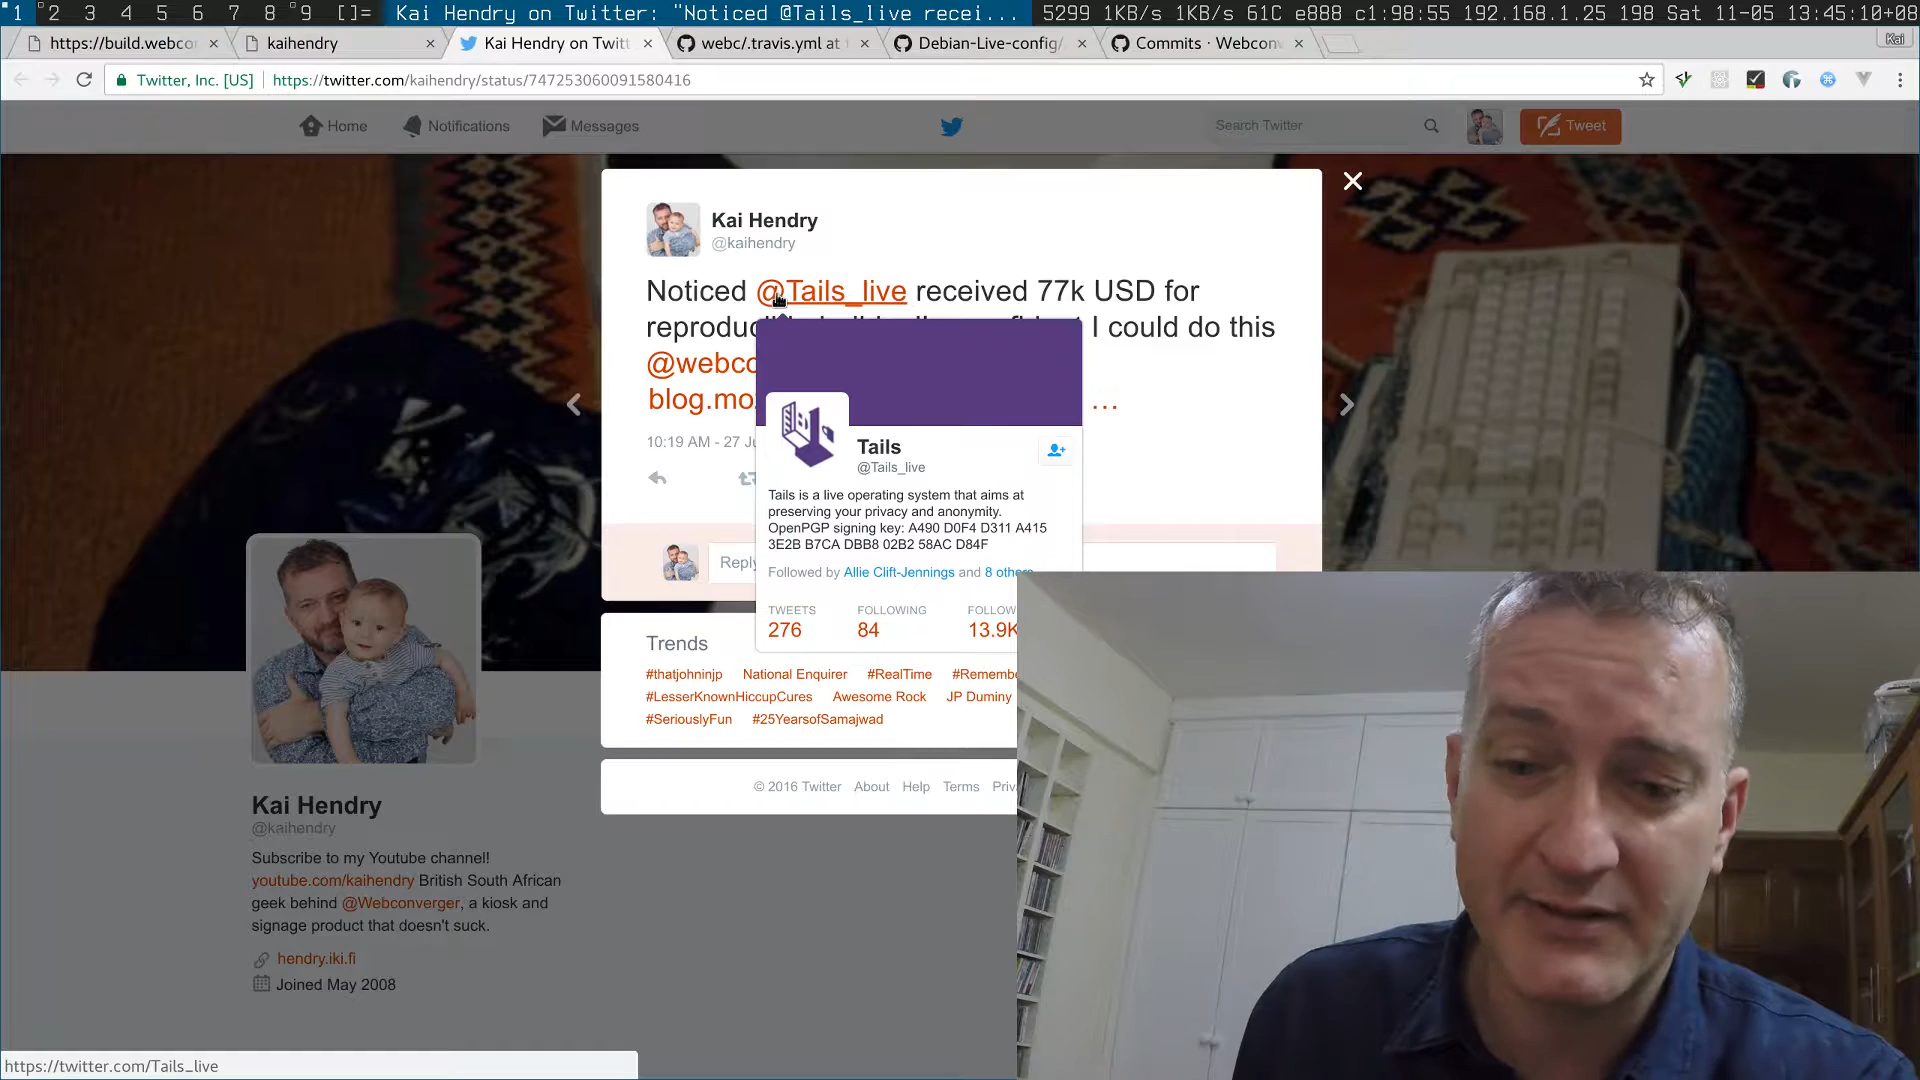 1 2 3 4 5 6 7 8 9 []= Kai Hendry on Twitter: "Noticed @Tails_live recei... 5299 1KB/s 1KB/s 61C e888 c1:98:55 192.168.1.25 198 Sat 11-05 13:45:10+08
https://build.webco kaihendry Kai Hendry on Twitt webc/.travis.yml at Debian-Live-config/ Commits · Webconv Kai
Twitter, Inc. [US] https://twitter.com/kaihendry/status/747253060091580416
Home Notifications Messages Search Twitter Tweet
Kai Hendry
@kaihendry
Noticed @Tails_live received 77k USD for
reproduc I could do this
@webco
blog.mo ...
10:19 AM - 27 Ju
Tails
@Tails_live
Tails is a live operating system that aims at
preserving your privacy and anonymity.
OpenPGP signing key: A490 D0F4 D311 A415
3E2B B7CA DBB8 02B2 58AC D84F
Followed by Allie Clift-Jennings and 8 others
TWEETS FOLLOWING FOLLOW
276 84 13.9K
Reply
Trends
#thatjohninjp National Enquirer #RealTime #Remembe
#LesserKnownHiccupCures Awesome Rock JP Duminy
#SeriouslyFun #25YearsofSamajwad
© 2016 Twitter About Help Terms Priv
Kai Hendry
@kaihendry
Subscribe to my Youtube channel!
youtube.com/kaihendry British South African
geek behind @Webconverger, a kiosk and
signage product that doesn't suck.
hendry.iki.fi
Joined May 2008
https://twitter.com/Tails_live